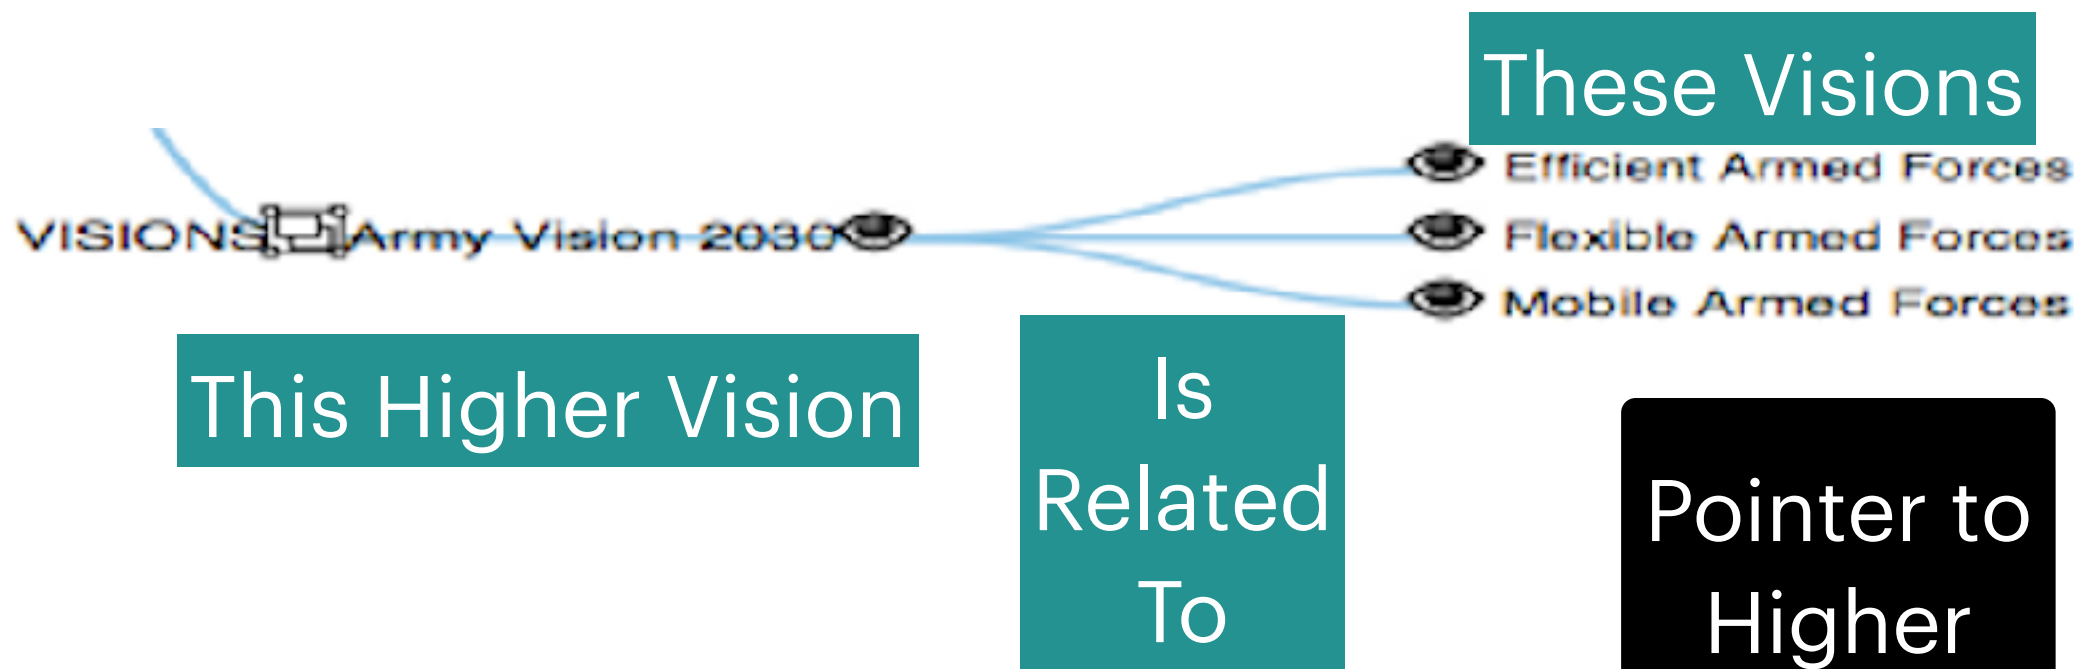 These Visions
Efficient Armed Forces
VISIONS Army Vision 2030 Flexible Armed Forces
Mobile Armed Forces
This Higher Vision
Is
Related
To
Pointer to
Higher